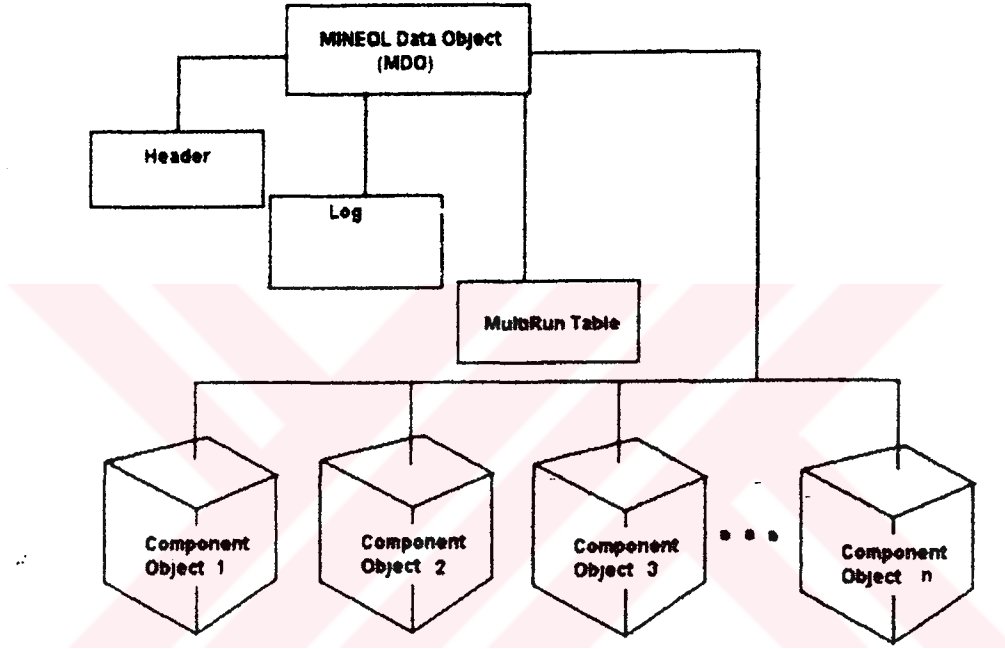 MINEQL Data Object
(MDO)
Header
Log
MultiRun Table
Component
Object 1
Component
Object 2
Component
Object 3
• • •
Component
Object n